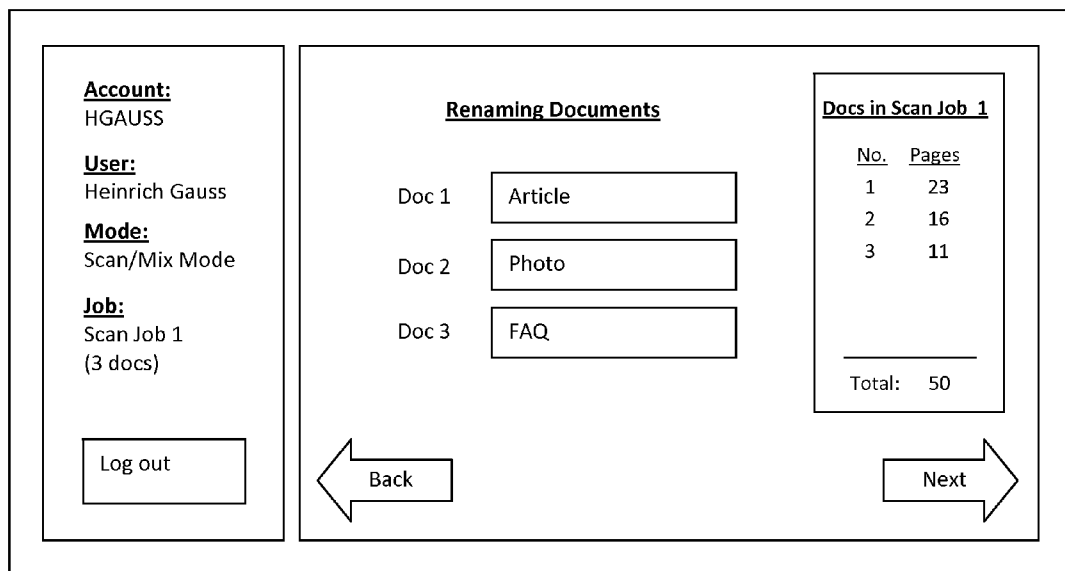 Account:
HGAUSS
User:
Heinrich Gauss
Mode:
Scan/Mix Mode
Job:
Scan Job 1
(3 docs)
Log out
Renaming Documents
Doc 1 Article
Doc 2 Photo
Doc 3 FAQ
Back
Next
Docs in Scan Job 1
No. Pages
1 23
2 16
3 11
Total: 50